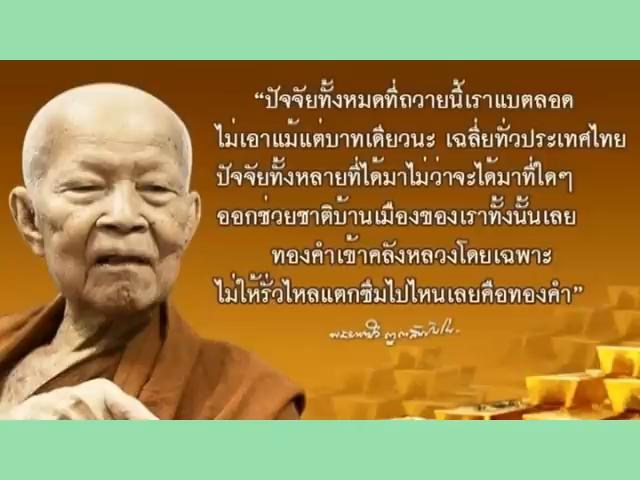 “ปัจจัยทั้งหมดที่ถวายนี้เราแบตลอด
ไม่เอาแม้แต่บาทเดียวนะ เฉลี่ยทั่วประเทศไทย
ปัจจัยทั้งหลายที่ได้มาไม่ว่าจะได้มาที่ใดๆ
ออกช่วยชาติบ้านเมืองของเราทั้งนั้นเลย
ทองคำเข้าคลังหลวงโดยเฉพาะ
ไม่ให้รั่วไหลแตกซึมไปไหนเลยคือทองคำ”